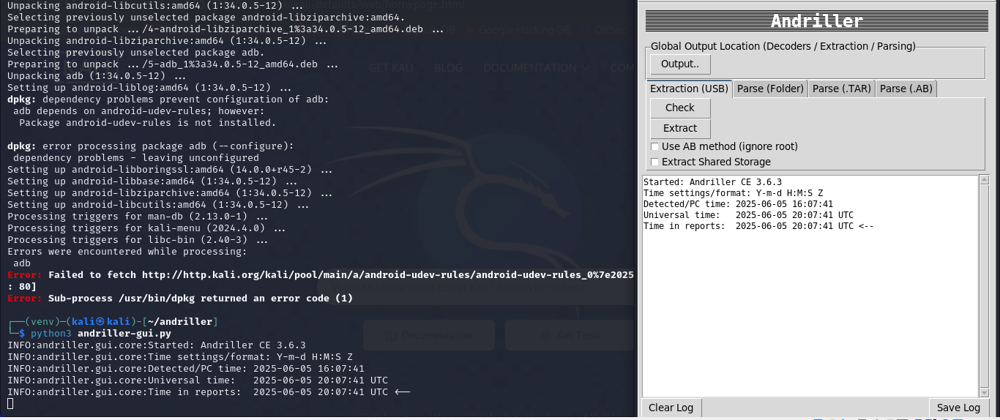 Unpacking android-libcutils:amd64 (1:34.0.5-12) ...
Selecting previously unselected package android-libziparchive:amd64.
Preparing to unpack .../4-android-libziparchive_1%3a34.0.5-12_amd64.deb ...
Unpacking android-libziparchive:amd64 (1:34.0.5-12) ...
Selecting previously unselected package adb.
Preparing to unpack .../5-adb_1%3a34.0.5-12_amd64.deb ...
Unpacking adb (1:34.0.5-12) ...
Setting up android-liblog:amd64 (1:34.0.5-12) ...
dpkg: dependency problems prevent configuration of adb:
 adb depends on android-udev-rules; however:
  Package android-udev-rules is not installed.

dpkg: error processing package adb (--configure):
 dependency problems - leaving unconfigured
Setting up android-libboringssl:amd64 (14.0.0+r45-2) ...
Setting up android-libbase:amd64 (1:34.0.5-12) ...
Setting up android-libziparchive:amd64 (1:34.0.5-12) ...
Setting up android-libcutils:amd64 (1:34.0.5-12) ...
Processing triggers for man-db (2.13.0-1) ...
Processing triggers for kali-menu (2024.4.0) ...
Processing triggers for libc-bin (2.40-3) ...
Errors were encountered while processing:
 adb
Error: Failed to fetch http://http.kali.org/kali/pool/main/a/android-udev-rules/android-udev-rules_0%7e2025
: 80]
Error: Sub-process /usr/bin/dpkg returned an error code (1)

┌──(venv)─(kali㉿kali)-[~/andriller]
└─$ python3 andriller-gui.py
INFO:andriller.gui.core:Started: Andriller CE 3.6.3
INFO:andriller.gui.core:Time settings/format: Y-m-d H:M:S Z
INFO:andriller.gui.core:Detected/PC time: 2025-06-05 16:07:41
INFO:andriller.gui.core:Universal time:   2025-06-05 20:07:41 UTC
INFO:andriller.gui.core:Time in reports:  2025-06-05 20:07:41 UTC <--
GET KALI BLOG DOCUMENTATION
Google Hacking DB OffSec
Documentation Kali Tools
Andriller
Global Output Location (Decoders / Extraction / Parsing)
Output..
Extraction (USB) Parse (Folder) Parse (.TAR) Parse (.AB)
Check
Extract
Use AB method (ignore root)
Extract Shared Storage
Started: Andriller CE 3.6.3
Time settings/format: Y-m-d H:M:S Z
Detected/PC time: 2025-06-05 16:07:41
Universal time:   2025-06-05 20:07:41 UTC
Time in reports:  2025-06-05 20:07:41 UTC <--
Clear Log Save Log